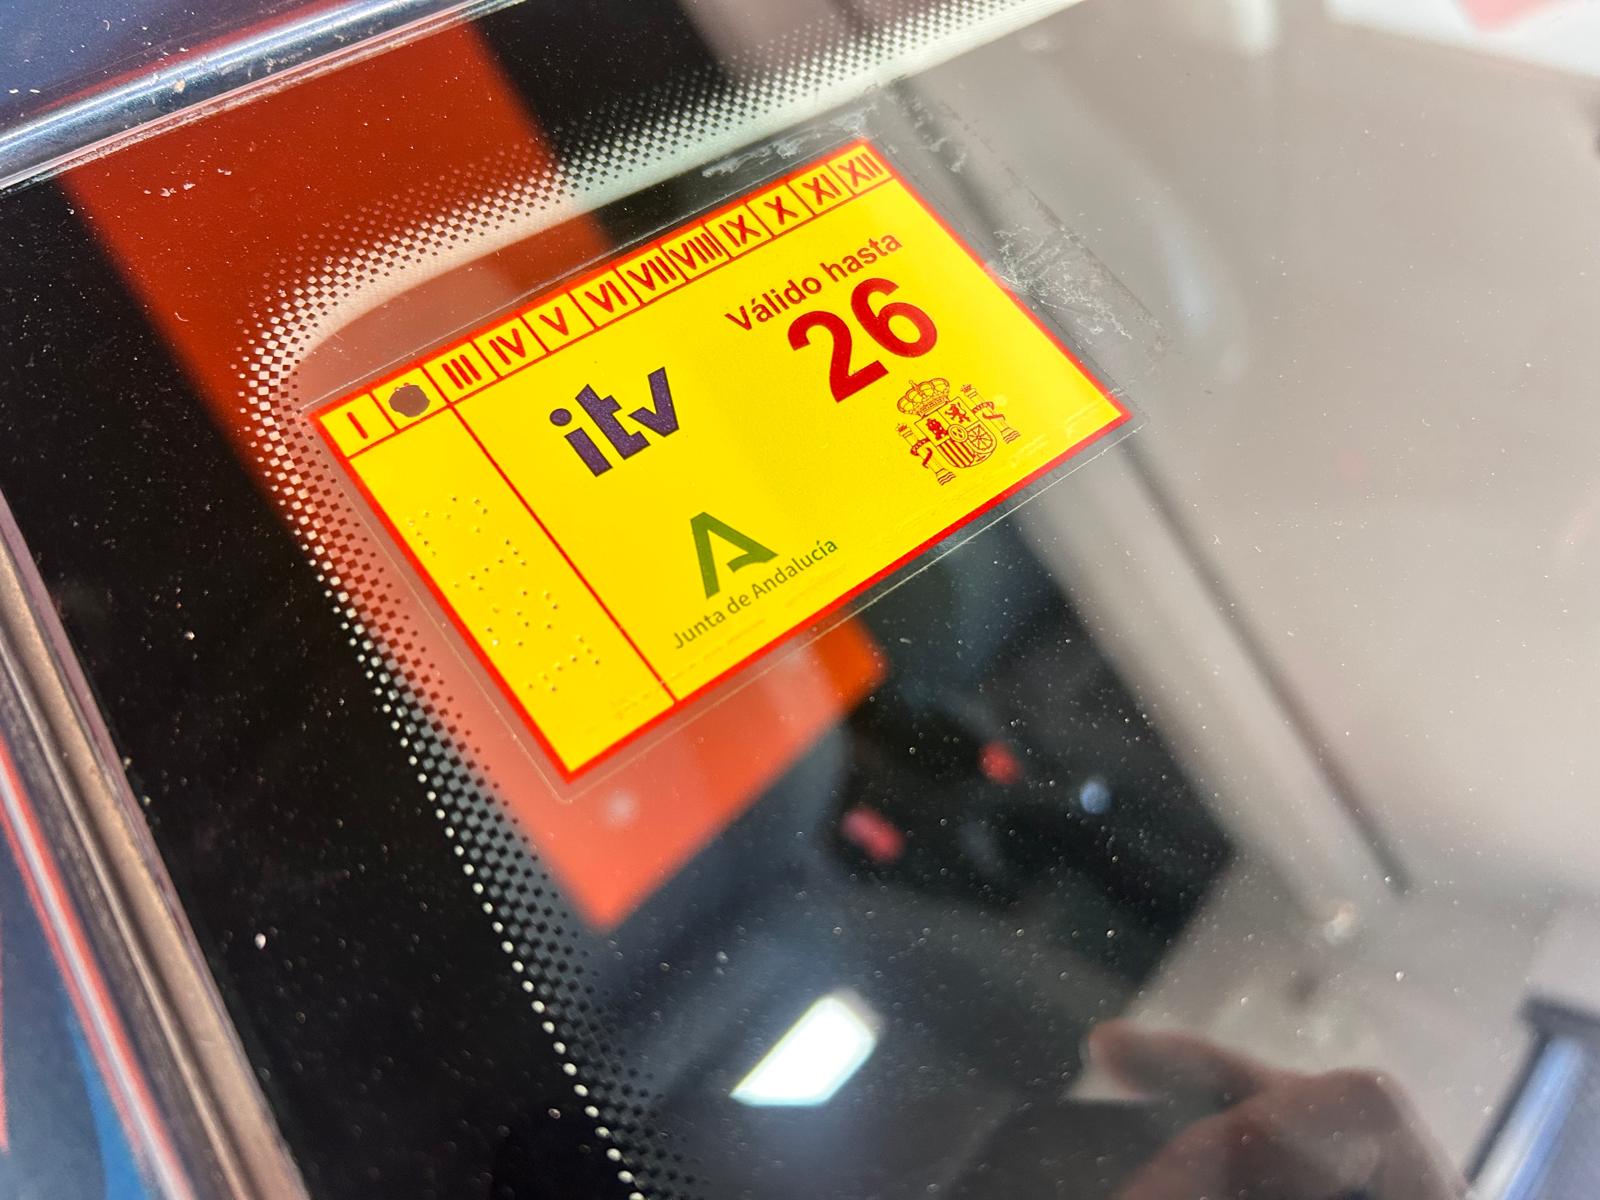 I III IV V VI VII VIII IX X XI XII
Válido hasta
26
itv
Junta de Andalucía